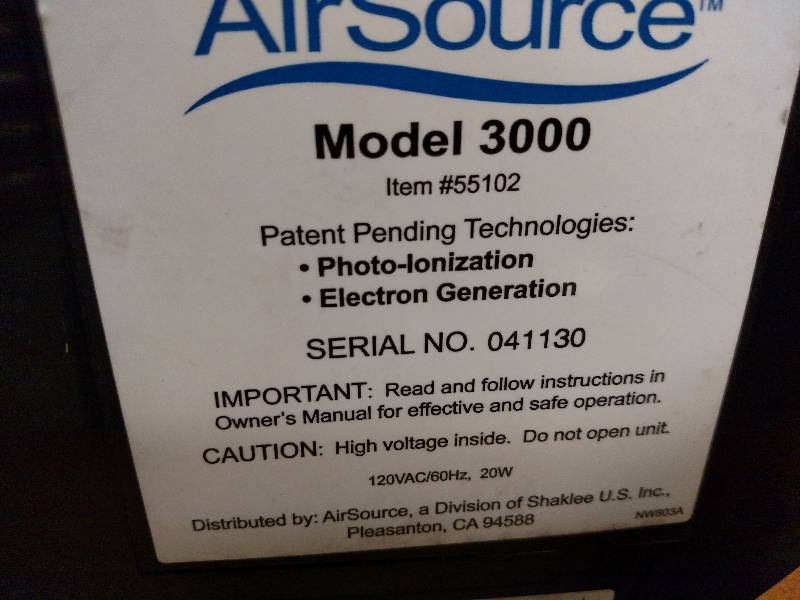 AirSource™
Model 3000
Item #55102
Patent Pending Technologies:
• Photo-Ionization
• Electron Generation
SERIAL NO. 041130
IMPORTANT: Read and follow instructions in
Owner's Manual for effective and safe operation.
CAUTION: High voltage inside. Do not open unit.
120VAC/60Hz, 20W
Distributed by: AirSource, a Division of Shaklee U.S. Inc.,
Pleasanton, CA 94588
NW803A